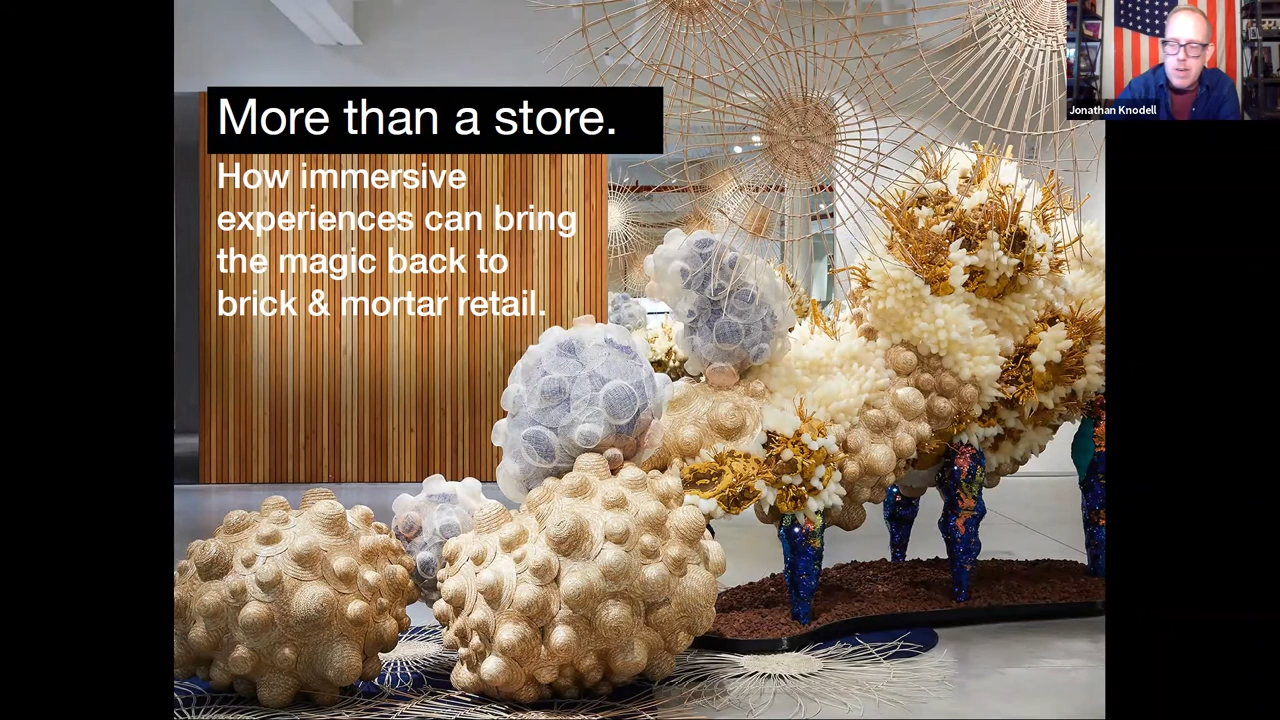 More than a store.
How immersive
experiences can bring
the magic back to
brick & mortar retail.
Jonathan Knodell